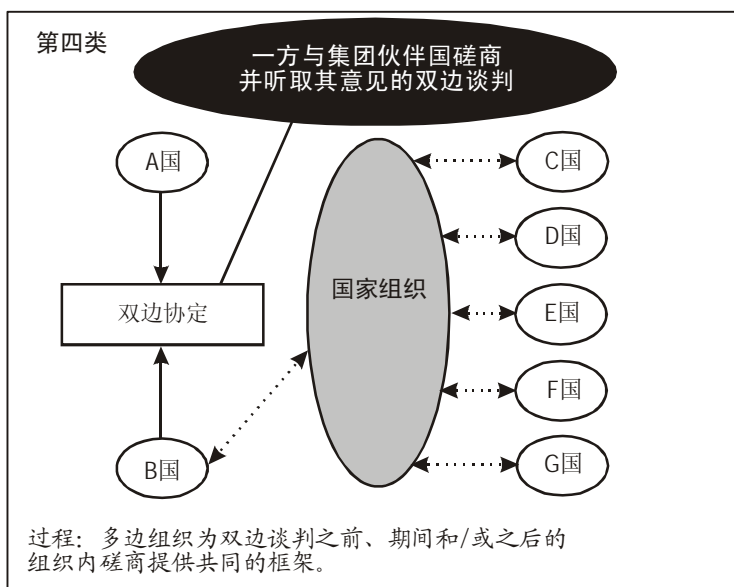 第四类
一方与集团伙伴国磋商
并听取其意见的双边谈判
A国
C国
D国
双边协定
国家组织
E国
F国
B国
G国
过程：多边组织为双边谈判之前、期间和/或之后的
组织内磋商提供共同的框架。